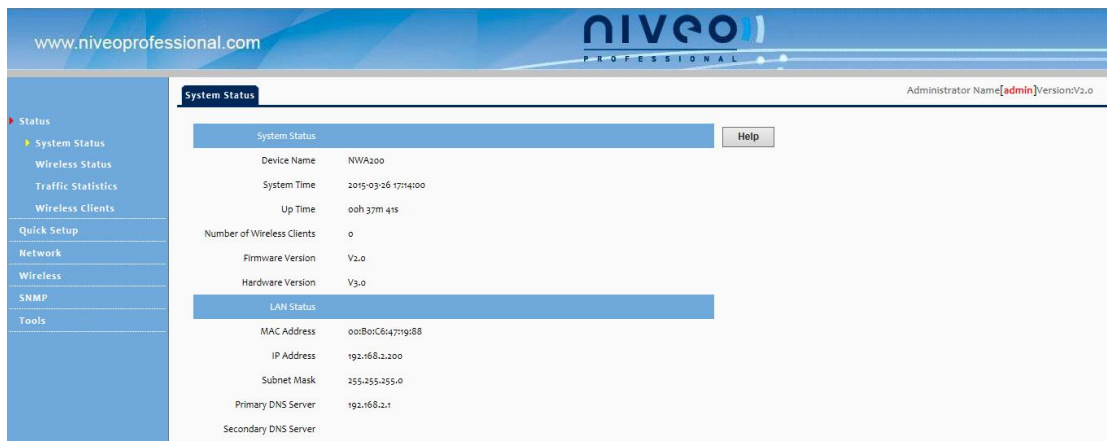 www.niveoprofessional.com
niveo
PROFESSIONAL
System Status
Administrator Name[admin]Version:V2.0
Status
System Status
Wireless Status
Traffic Statistics
Wireless Clients
Quick Setup
Network
Wireless
SNMP
Tools
System Status
Help
Device Name NWA200
System Time 2015-03-26 17:14:00
Up Time 00h 37m 41s
Number of Wireless Clients 0
Firmware Version V2.0
Hardware Version V3.0
LAN Status
MAC Address 00:B0:C6:47:19:88
IP Address 192.168.2.200
Subnet Mask 255.255.255.0
Primary DNS Server 192.168.2.1
Secondary DNS Server